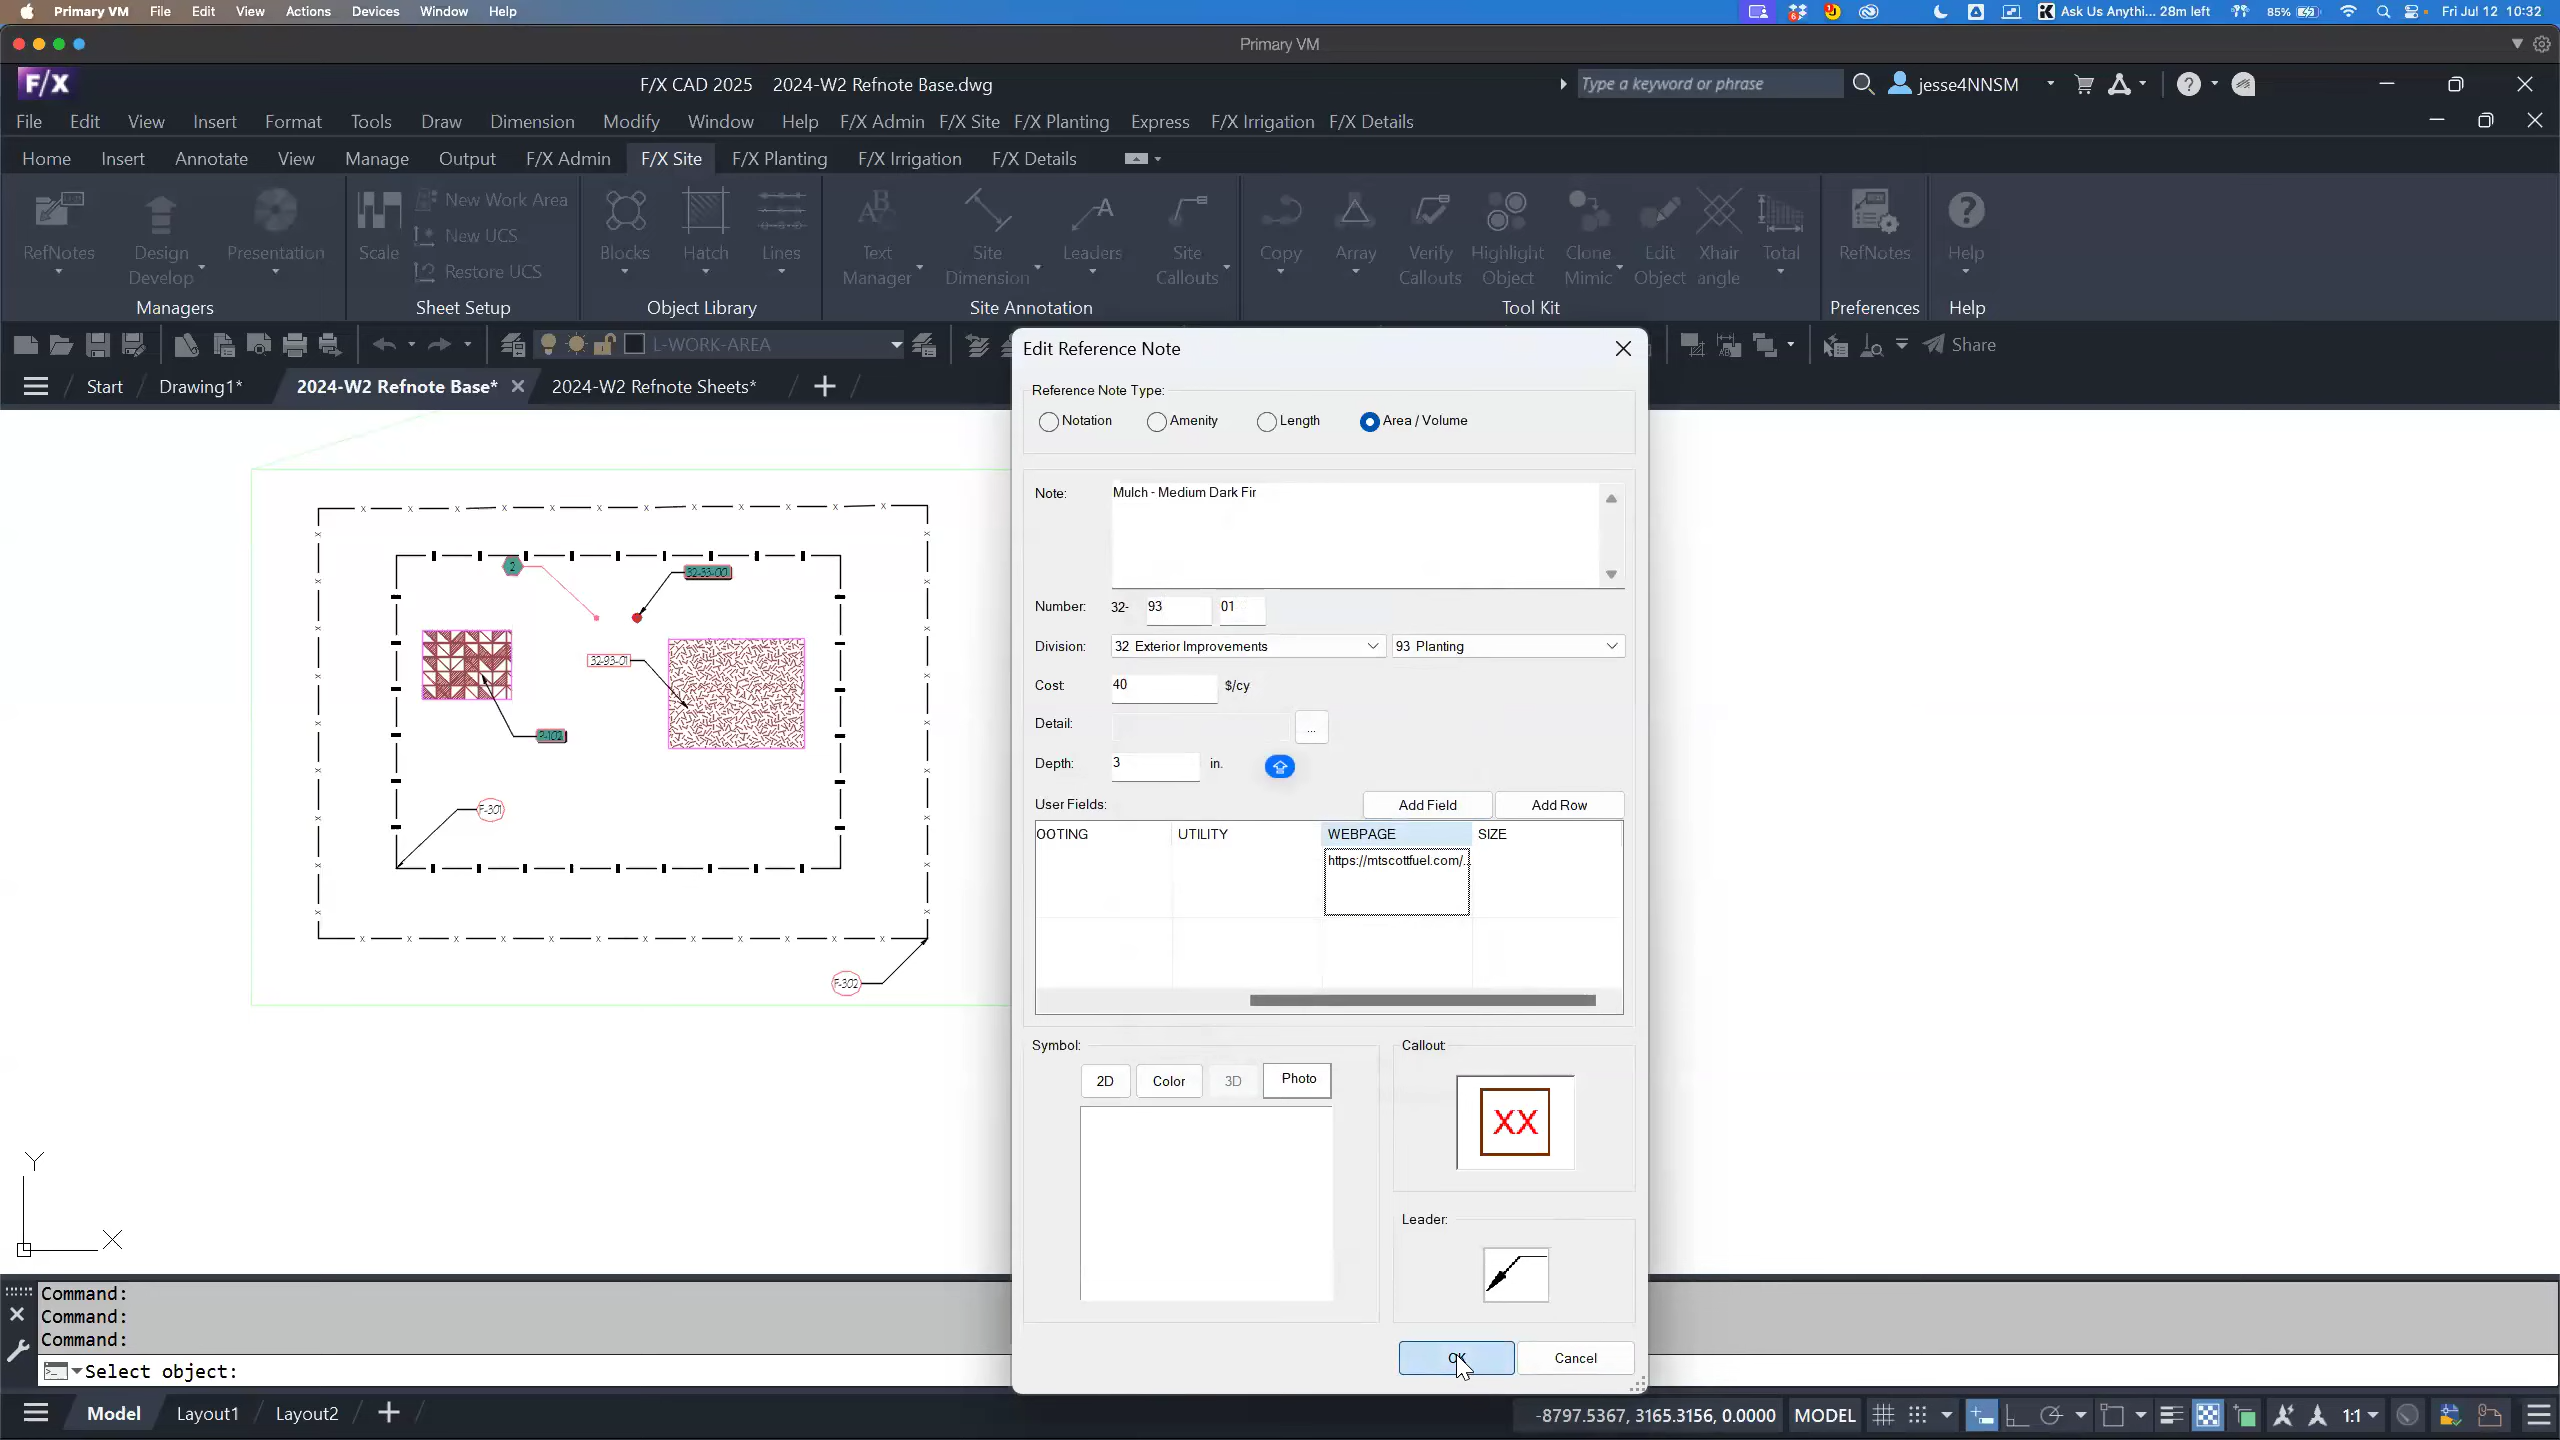 Primary VM File Edit View Actions Devices Window Help
Ask Us Anythi... 28m left 85% Fri Jul 12 10:32
Primary VM
F/X F/X CAD 2025 2024-W2 Refnote Base.dwg Type a keyword or phrase jesse4NNSM
File Edit View Insert Format Tools Draw Dimension Modify Window Help F/X Admin F/X Site F/X Planting Express F/X Irrigation F/X Details
Home Insert Annotate View Manage Output F/X Admin F/X Site F/X Planting F/X Irrigation F/X Details
RefNotes
Design Develop
Presentation
Managers
Scale
New Work Area
New UCS
Restore UCS
Sheet Setup
Blocks
Hatch
Lines
Object Library
Text Manager
Site Dimension
Leaders
Site Callouts
Site Annotation
Copy
Array
Verify Callouts
Highlight Object
Clone Mimic
Edit Object
Xhair angle
Total
Tool Kit
RefNotes
Preferences
Help
Help
L-WORK-AREA
Share
Start Drawing1* 2024-W2 Refnote Base* 2024-W2 Refnote Sheets*
2
32-33-00
32-93-01
P-102
F-301
F-302
Y
X
Edit Reference Note
Reference Note Type:
Notation Amenity Length Area / Volume
Note: Mulch - Medium Dark Fir
Number: 32- 93 01
Division: 32 Exterior Improvements 93 Planting
Cost: 40 $/cy
Detail: ...
Depth: 3 in.
User Fields: Add Field Add Row
OOTING UTILITY WEBPAGE SIZE
https://mtscottfuel.com/...
Symbol:
2D Color 3D Photo
Callout:
XX
Leader:
OK Cancel
Command:
Command:
Command:
Select object:
Model Layout1 Layout2
-8797.5367, 3165.3156, 0.0000 MODEL 1:1